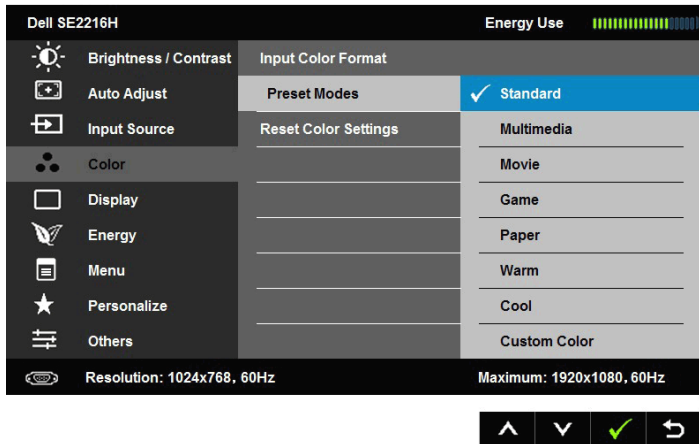 Dell SE2216H Energy Use
Brightness / Contrast Input Color Format
Auto Adjust Preset Modes Standard
Input Source Reset Color Settings Multimedia
Color Movie
Display Game
Energy Paper
Menu Warm
Personalize Cool
Others Custom Color
Resolution: 1024x768, 60Hz Maximum: 1920x1080, 60Hz